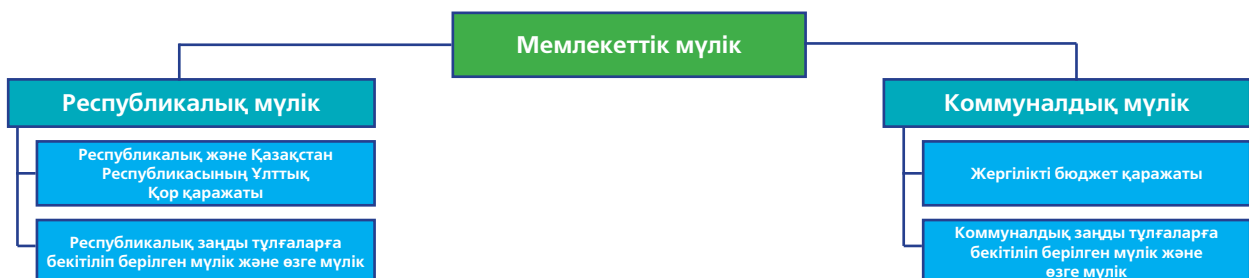 Мемлекеттік мүлік
Республикалық мүлік
Республикалық және Қазақстан
Республикасының Ұлттық
Қор қаражаты
Республикалық заңды тұлғаларға
бекітіліп берілген мүлік және өзге мүлік
Коммуналдық мүлік
Жергілікті бюджет қаражаты
Коммуналдық заңды тұлғаларға
бекітіліп берілген мүлік және
өзге мүлік